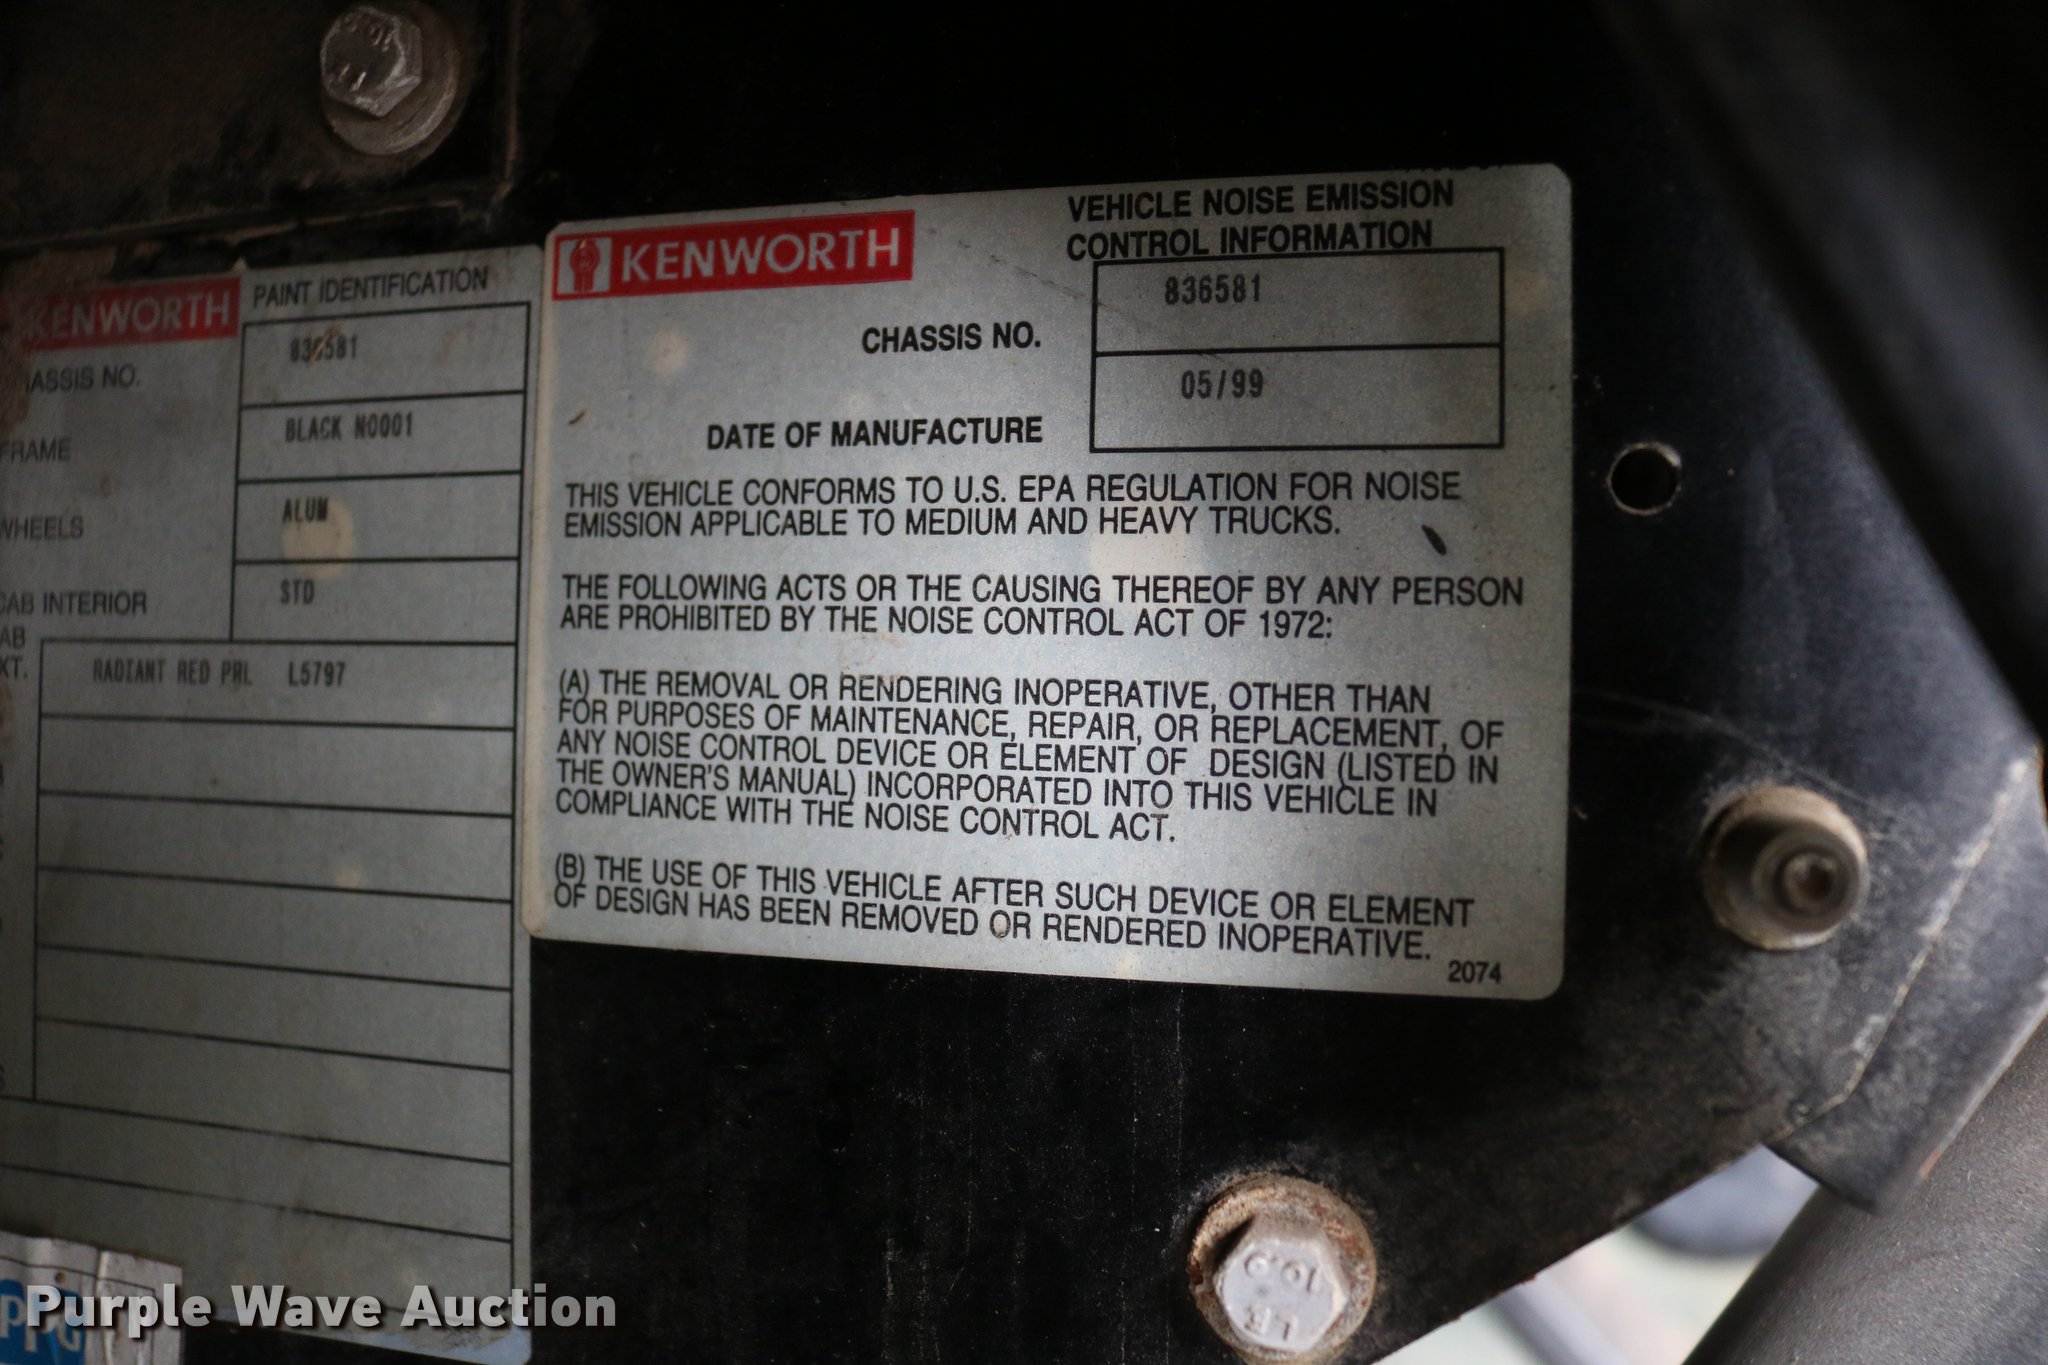 KENWORTH
PAINT IDENTIFICATION
836581
ASSIS NO.
FRAME
BLACK N0001
WHEELS
ALUM
CAB INTERIOR
STD
AB
XT.
RADIANT RED PRL L5797
KENWORTH
VEHICLE NOISE EMISSION
CONTROL INFORMATION
CHASSIS NO.
836581
DATE OF MANUFACTURE
05/99
THIS VEHICLE CONFORMS TO U.S. EPA REGULATION FOR NOISE
EMISSION APPLICABLE TO MEDIUM AND HEAVY TRUCKS.
THE FOLLOWING ACTS OR THE CAUSING THEREOF BY ANY PERSON
ARE PROHIBITED BY THE NOISE CONTROL ACT OF 1972:
(A) THE REMOVAL OR RENDERING INOPERATIVE, OTHER THAN
FOR PURPOSES OF MAINTENANCE, REPAIR, OR REPLACEMENT, OF
ANY NOISE CONTROL DEVICE OR ELEMENT OF DESIGN (LISTED IN
THE OWNER'S MANUAL) INCORPORATED INTO THIS VEHICLE IN
COMPLIANCE WITH THE NOISE CONTROL ACT.
(B) THE USE OF THIS VEHICLE AFTER SUCH DEVICE OR ELEMENT
OF DESIGN HAS BEEN REMOVED OR RENDERED INOPERATIVE.
2074
10.9
LE
PPG
Purple Wave Auction